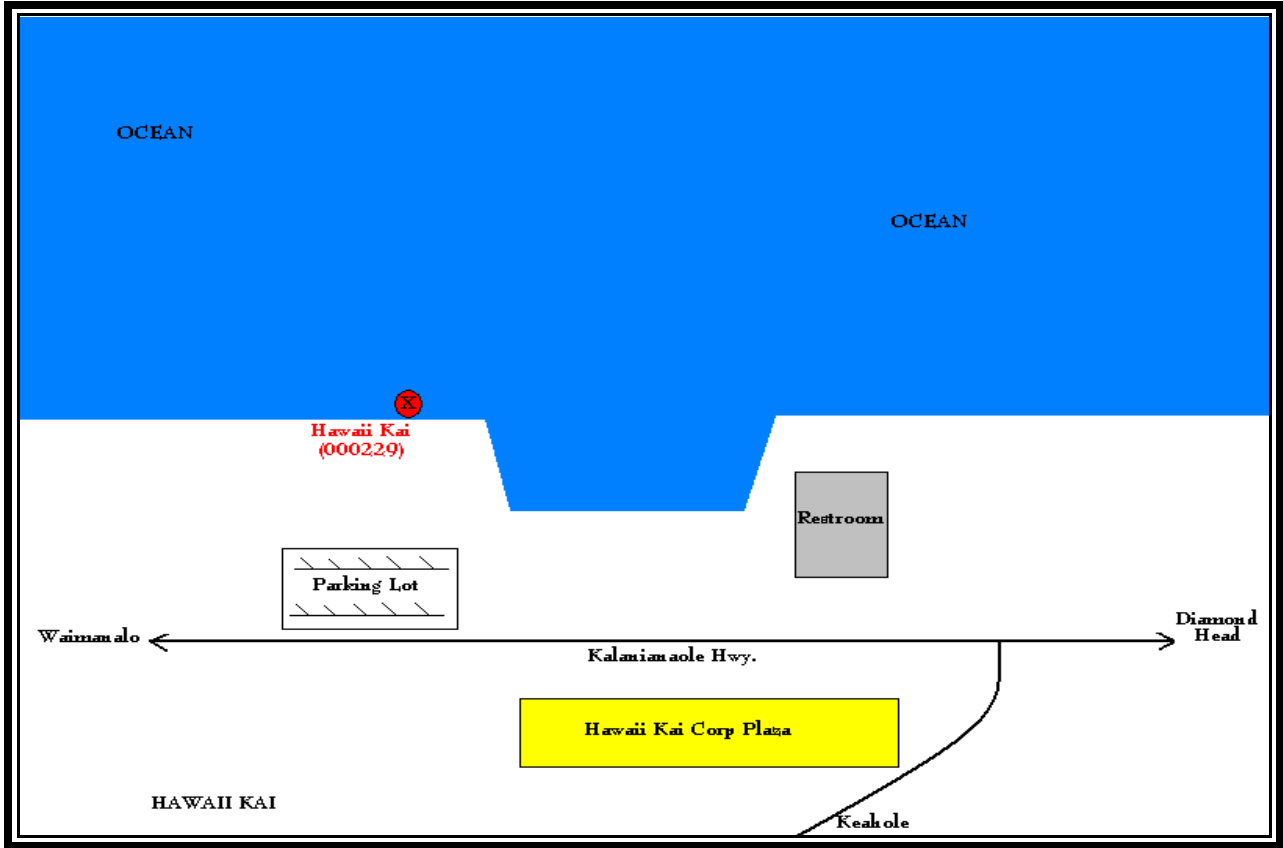 OCEAN
OCEAN
X
Hawaii Kai
(000229)
Restroom
Parking Lot
Waimanalo
Diamond
Head
Kalanianaole Hwy.
Hawaii Kai Corp Plaza
HAWAII KAI
Keahole